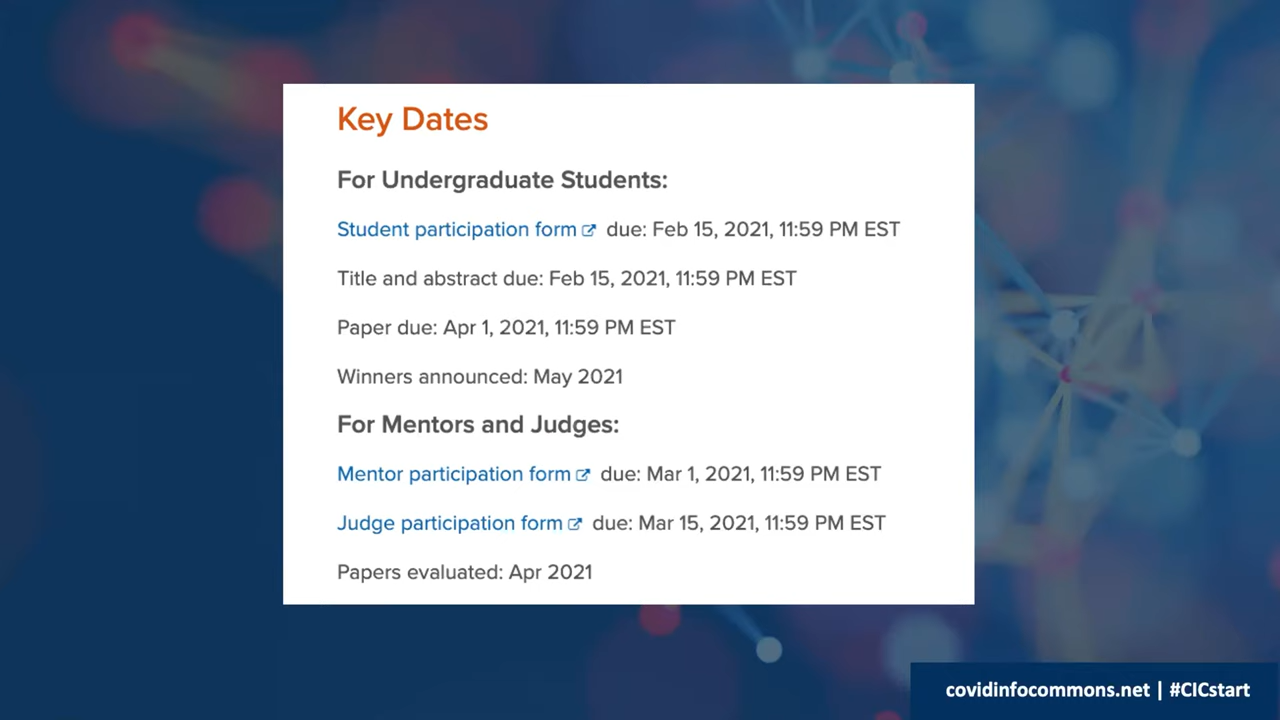 Key Dates
For Undergraduate Students:
Student participation form due: Feb 15, 2021, 11:59 PM EST
Title and abstract due: Feb 15, 2021, 11:59 PM EST
Paper due: Apr 1, 2021, 11:59 PM EST
Winners announced: May 2021
For Mentors and Judges:
Mentor participation form due: Mar 1, 2021, 11:59 PM EST
Judge participation form due: Mar 15, 2021, 11:59 PM EST
Papers evaluated: Apr 2021
covidinfocommons.net | #CICstart